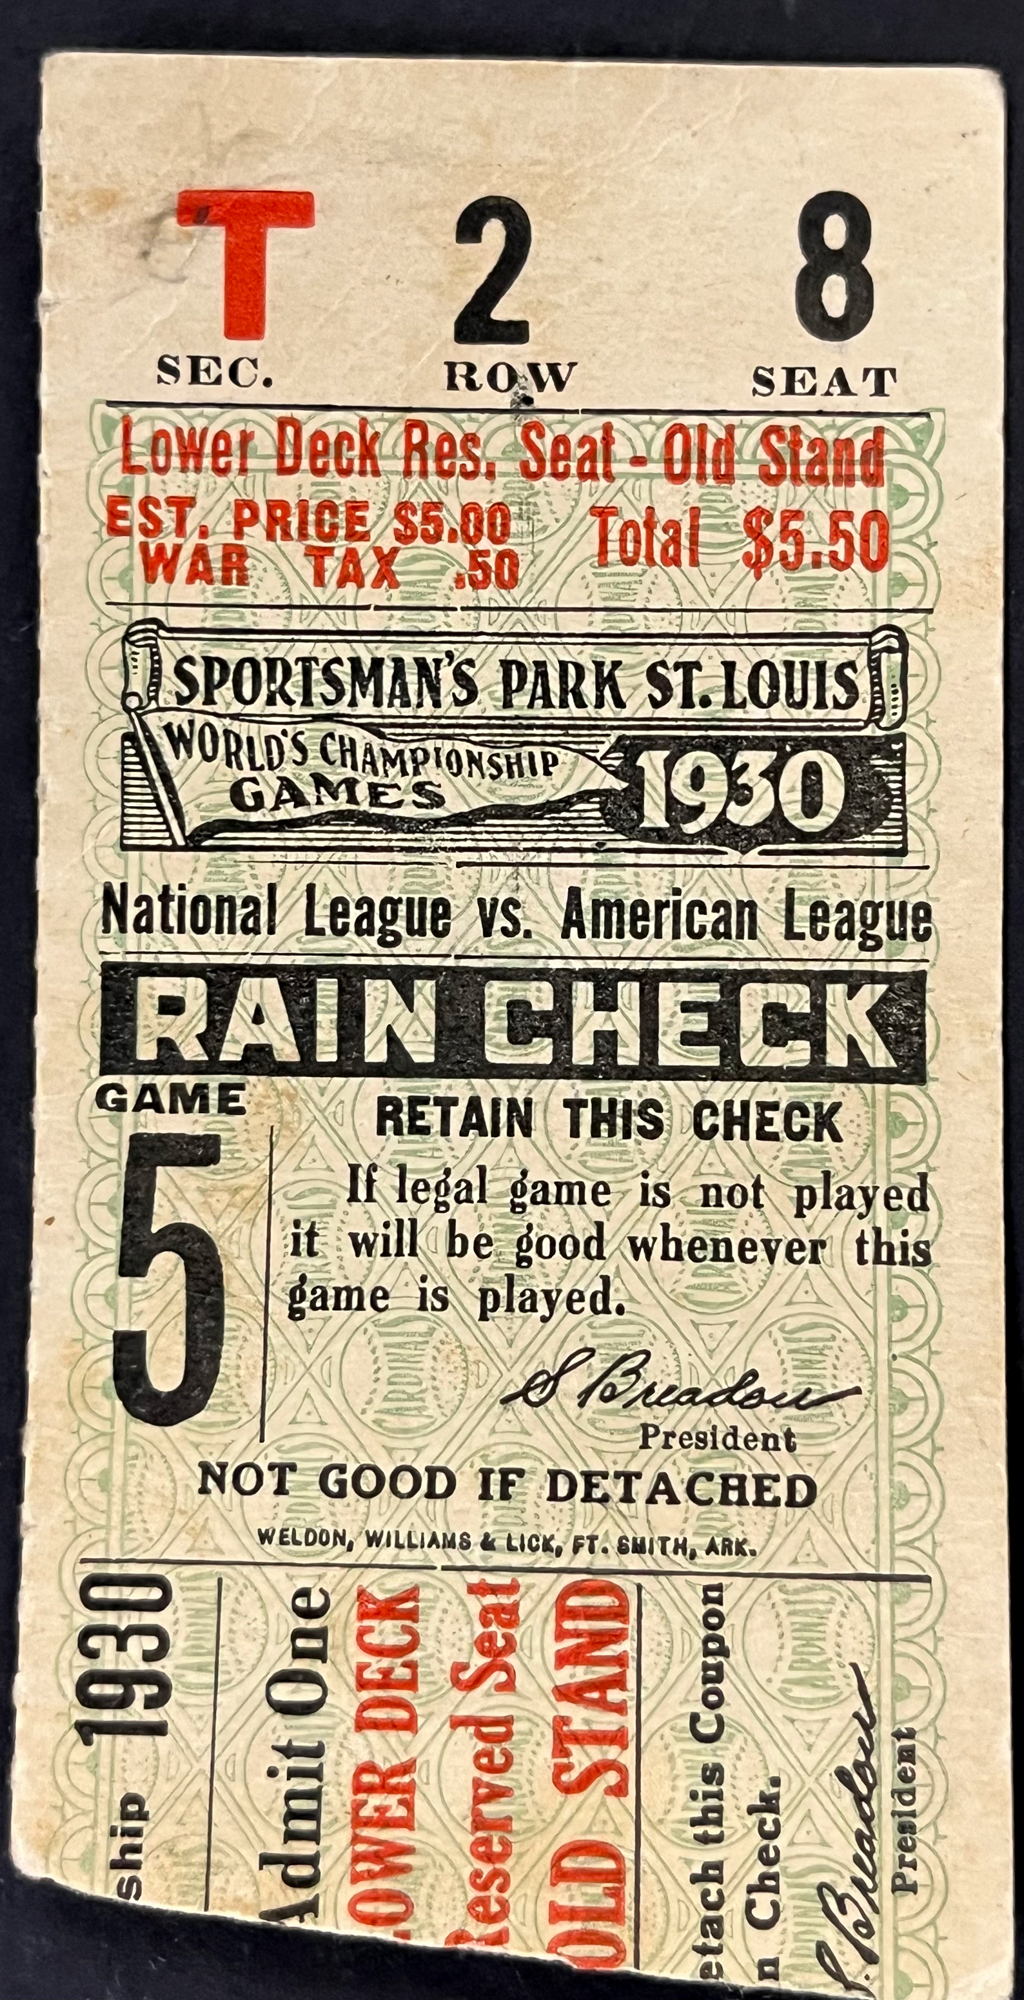 T 2 8
SEC. ROW SEAT
Lower Deck Res. Seat - Old Stand
EST. PRICE $5.00 Total $5.50
WAR TAX .50
SPORTSMAN'S PARK ST. LOUIS
WORLD'S CHAMPIONSHIP
GAMES
1930
National League vs. American League
RAIN CHECK
GAME
5
RETAIN THIS CHECK
If legal game is not played
it will be good whenever this
game is played.
S Breadon
President
NOT GOOD IF DETACHED
WELDON, WILLIAMS & LICK, FT. SMITH, ARK.
ship 1930
Admit One
OWER DECK
Reserved Seat
OLD STAND
etach this Coupon
n Check.
S. Breadon
President
CARDINALS